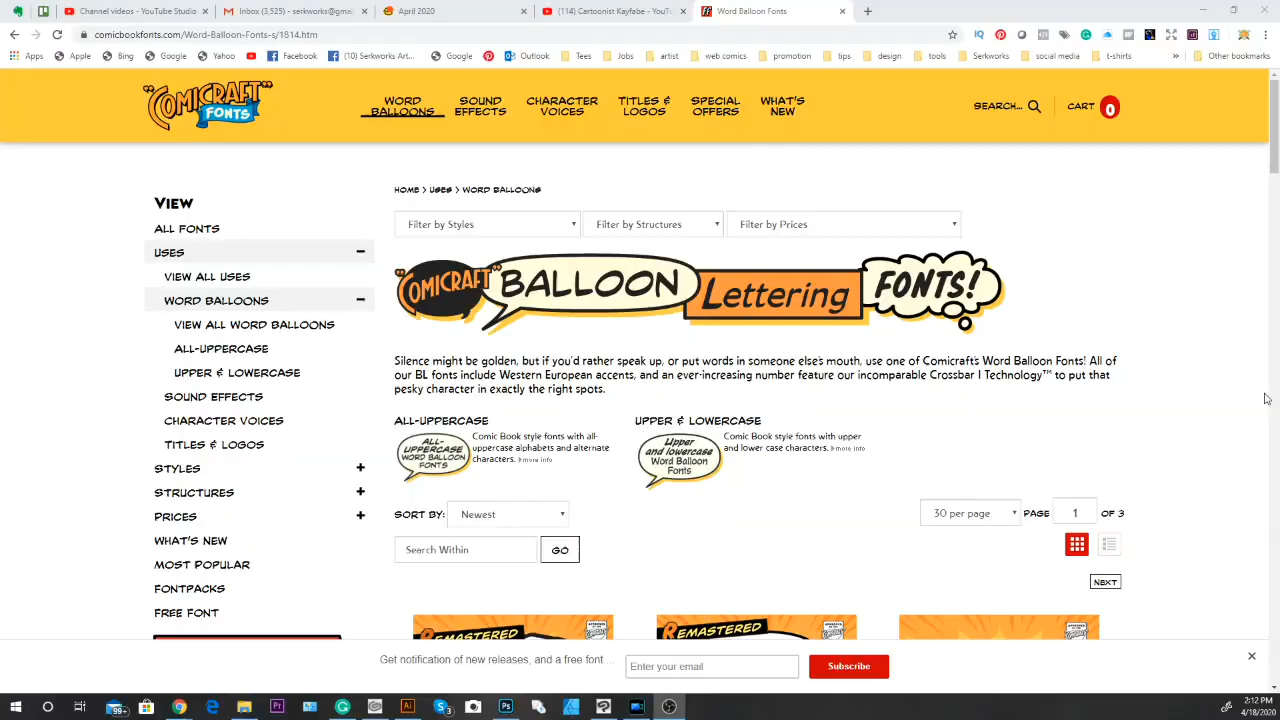 Channel videos - YouTube Studio
Inbox (3,525) - serkworks@gmai
April 2020
(114) Cartoonist Kayfabe - YouTu
Word Balloon Fonts
comicbookfonts.com/Word-Balloon-Fonts-s/1814.htm
Apps Apple Bing Google Yahoo Facebook (10) Serkworks Art... Google Outlook Tees Jobs artist web comics promotion tips design tools Serkworks social media t-shirts » Other bookmarks
"COMICRAFT" FONTS
WORD BALLOONS
SOUND EFFECTS
CHARACTER VOICES
TITLES & LOGOS
SPECIAL OFFERS
WHAT'S NEW
SEARCH...
CART 0
VIEW
ALL FONTS
USES
VIEW ALL USES
WORD BALLOONS
VIEW ALL WORD BALLOONS
ALL-UPPERCASE
UPPER & LOWERCASE
SOUND EFFECTS
CHARACTER VOICES
TITLES & LOGOS
STYLES
STRUCTURES
PRICES
WHAT'S NEW
MOST POPULAR
FONTPACKS
FREE FONT
HOME > USES > WORD BALLOONS
Filter by Styles
Filter by Structures
Filter by Prices
"COMICRAFT" BALLOON Lettering FONTS!
Silence might be golden, but if you'd rather speak up, or put words in someone else's mouth, use one of Comicraft's Word Balloon Fonts! All of
our BL fonts include Western European accents, and an ever-increasing number feature our incomparable Crossbar I Technology™ to put that
pesky character in exactly the right spots.
ALL-UPPERCASE
ALL-
UPPERCASE
WORD BALLOON
FONTS
Comic Book style fonts with all-
uppercase alphabets and alternate
characters. more info
UPPER & LOWERCASE
Upper
and lowercase
Word Balloon
Fonts
Comic Book style fonts with upper
and lower case characters. more info
SORT BY: Newest
30 per page
PAGE 1 OF 3
Search Within
GO
NEXT
REMASTERED
REMASTERED
Get notification of new releases, and a free font....
Enter your email
Subscribe
99+
2:12 PM
4/18/2020